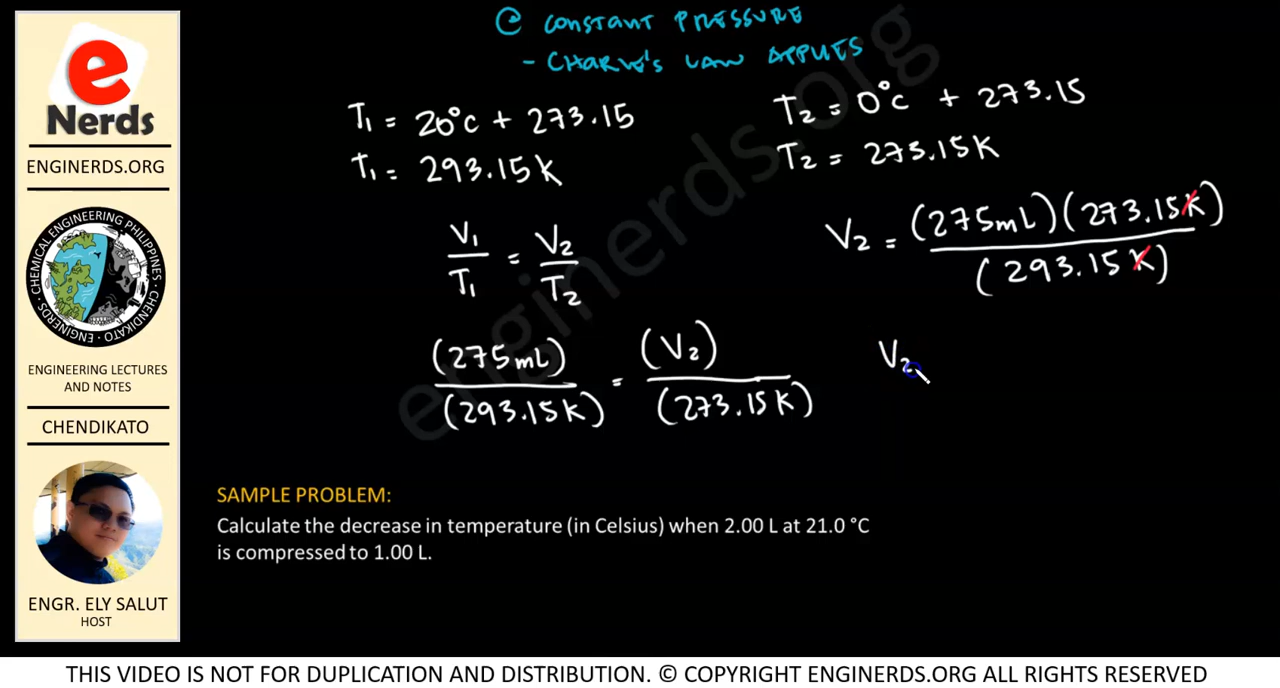 @ CONSTANT PRESSURE
- CHARLE'S LAW APPLIES
T1 = 20°C + 273.15
T1 = 293.15K
T2 = 0°C + 273.15
T2 = 273.15K
V1/T1 = V2/T2
V2 = (275mL)(273.15K)/(293.15K)
(275mL)/(293.15K) = (V2)/(273.15K)
V2
SAMPLE PROBLEM:
Calculate the decrease in temperature (in Celsius) when 2.00 L at 21.0 °C
is compressed to 1.00 L.
e
Nerds
ENGINERDS.ORG
CHEMICAL ENGINEERING PHILIPPINES
CHENDIKATO
ENGINEERING LECTURES
AND NOTES
CHENDIKATO
ENGR. ELY SALUT
HOST
enginerds.org
THIS VIDEO IS NOT FOR DUPLICATION AND DISTRIBUTION. © COPYRIGHT ENGINERDS.ORG ALL RIGHTS RESERVED